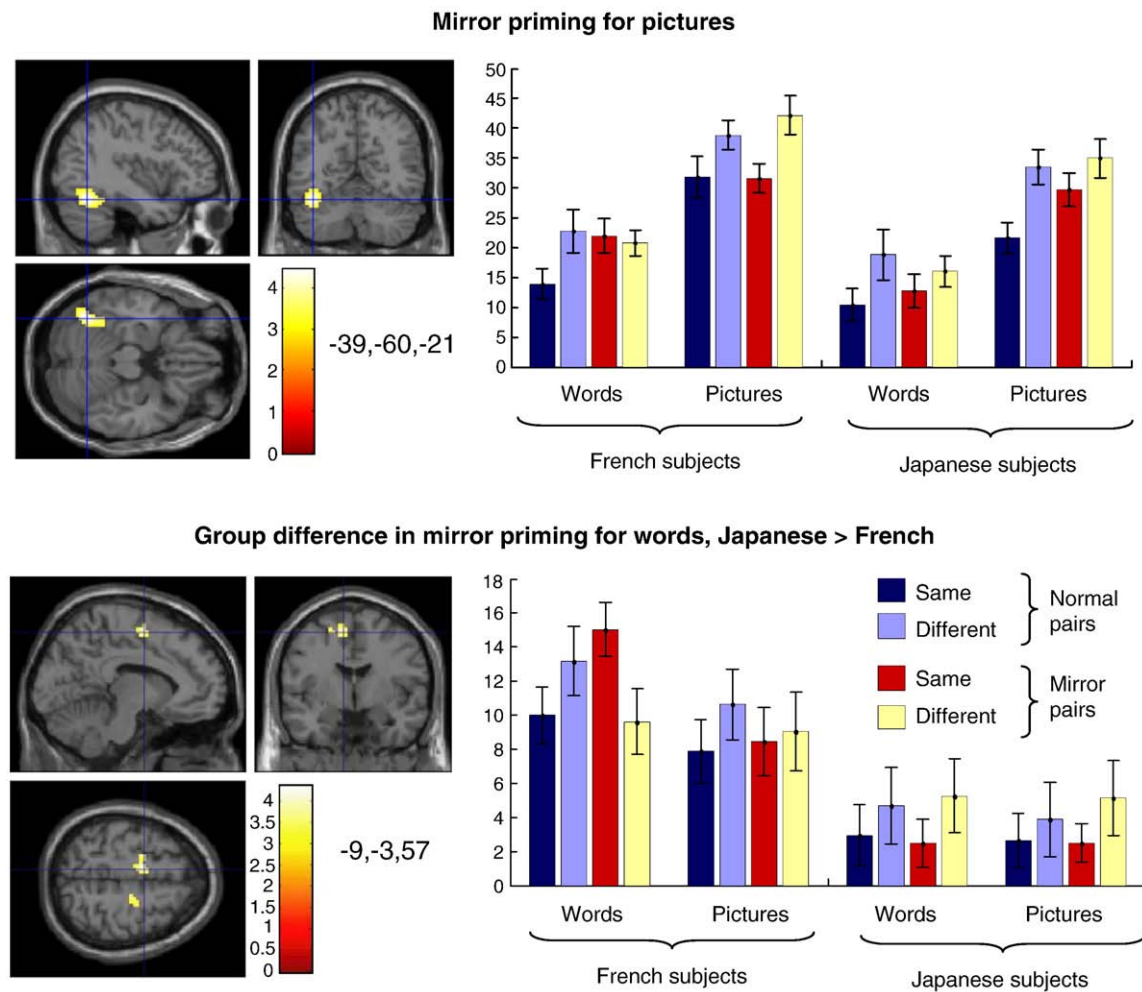 Mirror priming for pictures
4
3
2
1
0
-39,-60,-21
50
45
40
35
30
25
20
15
10
5
0
Words
Pictures
Words
Pictures
French subjects
Japanese subjects
Group difference in mirror priming for words, Japanese > French
4
3.5
3
2.5
2
1.5
1
0.5
0
-9,-3,57
18
16
14
12
10
8
6
4
2
0
Same
Different
Normal
pairs
Same
Different
Mirror
pairs
Words
Pictures
Words
Pictures
French subjects
Japanese subjects